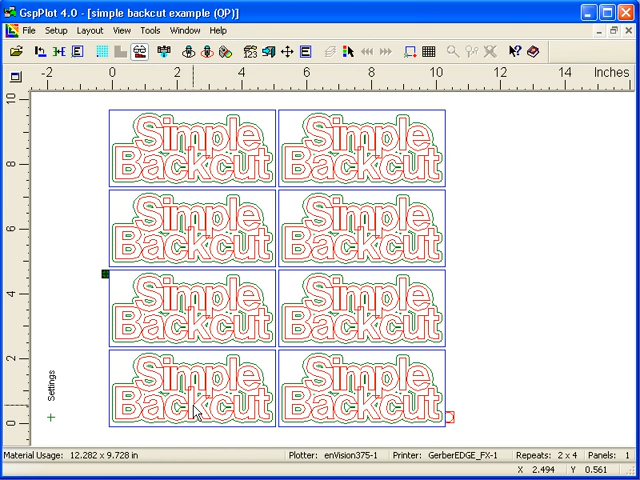 GspPlot 4.0 - [simple backcut example (QP)]
File Setup Layout View Tools Window Help
-2 0 2 4 6 8 10 14 Inches
10
8
6
4
2
0
Simple Simple
Backcut Backcut
Simple Simple
Backcut Backcut
Simple Simple
Backcut Backcut
Simple Simple
Backcut Backcut
Settings
Material Usage: 12.282 x 9.728 in Plotter: enVision375-1 Printer: GerberEDGE_FX-1 Repeats: 2 x 4 Panels: 1
X 2.494 Y 0.561